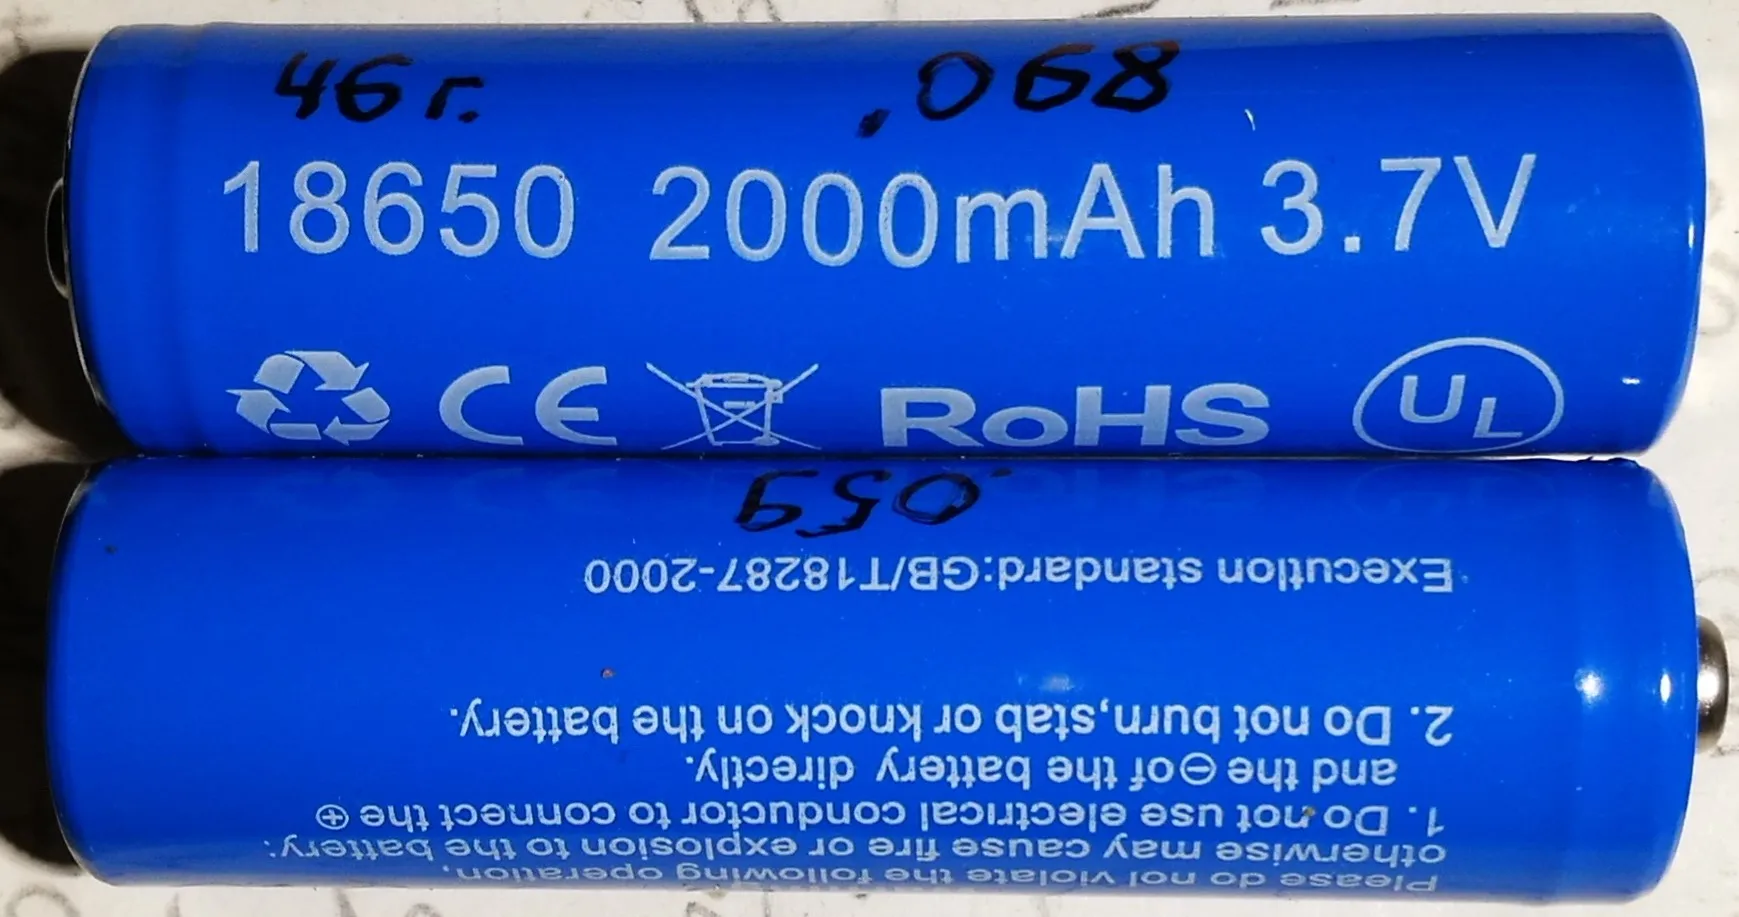 46 г. .068
18650 2000mAh 3.7V
CE RoHS UL
.059
Execution standard:GB/T18287-2000
2. Do not burn,stab or knock on the battery.
and the ⊖of the battery directly.
1. Do not use electrical conductor to connect the ⊕
otherwise may cause fire or explosion to the battery:
Please do not violate the following operation,